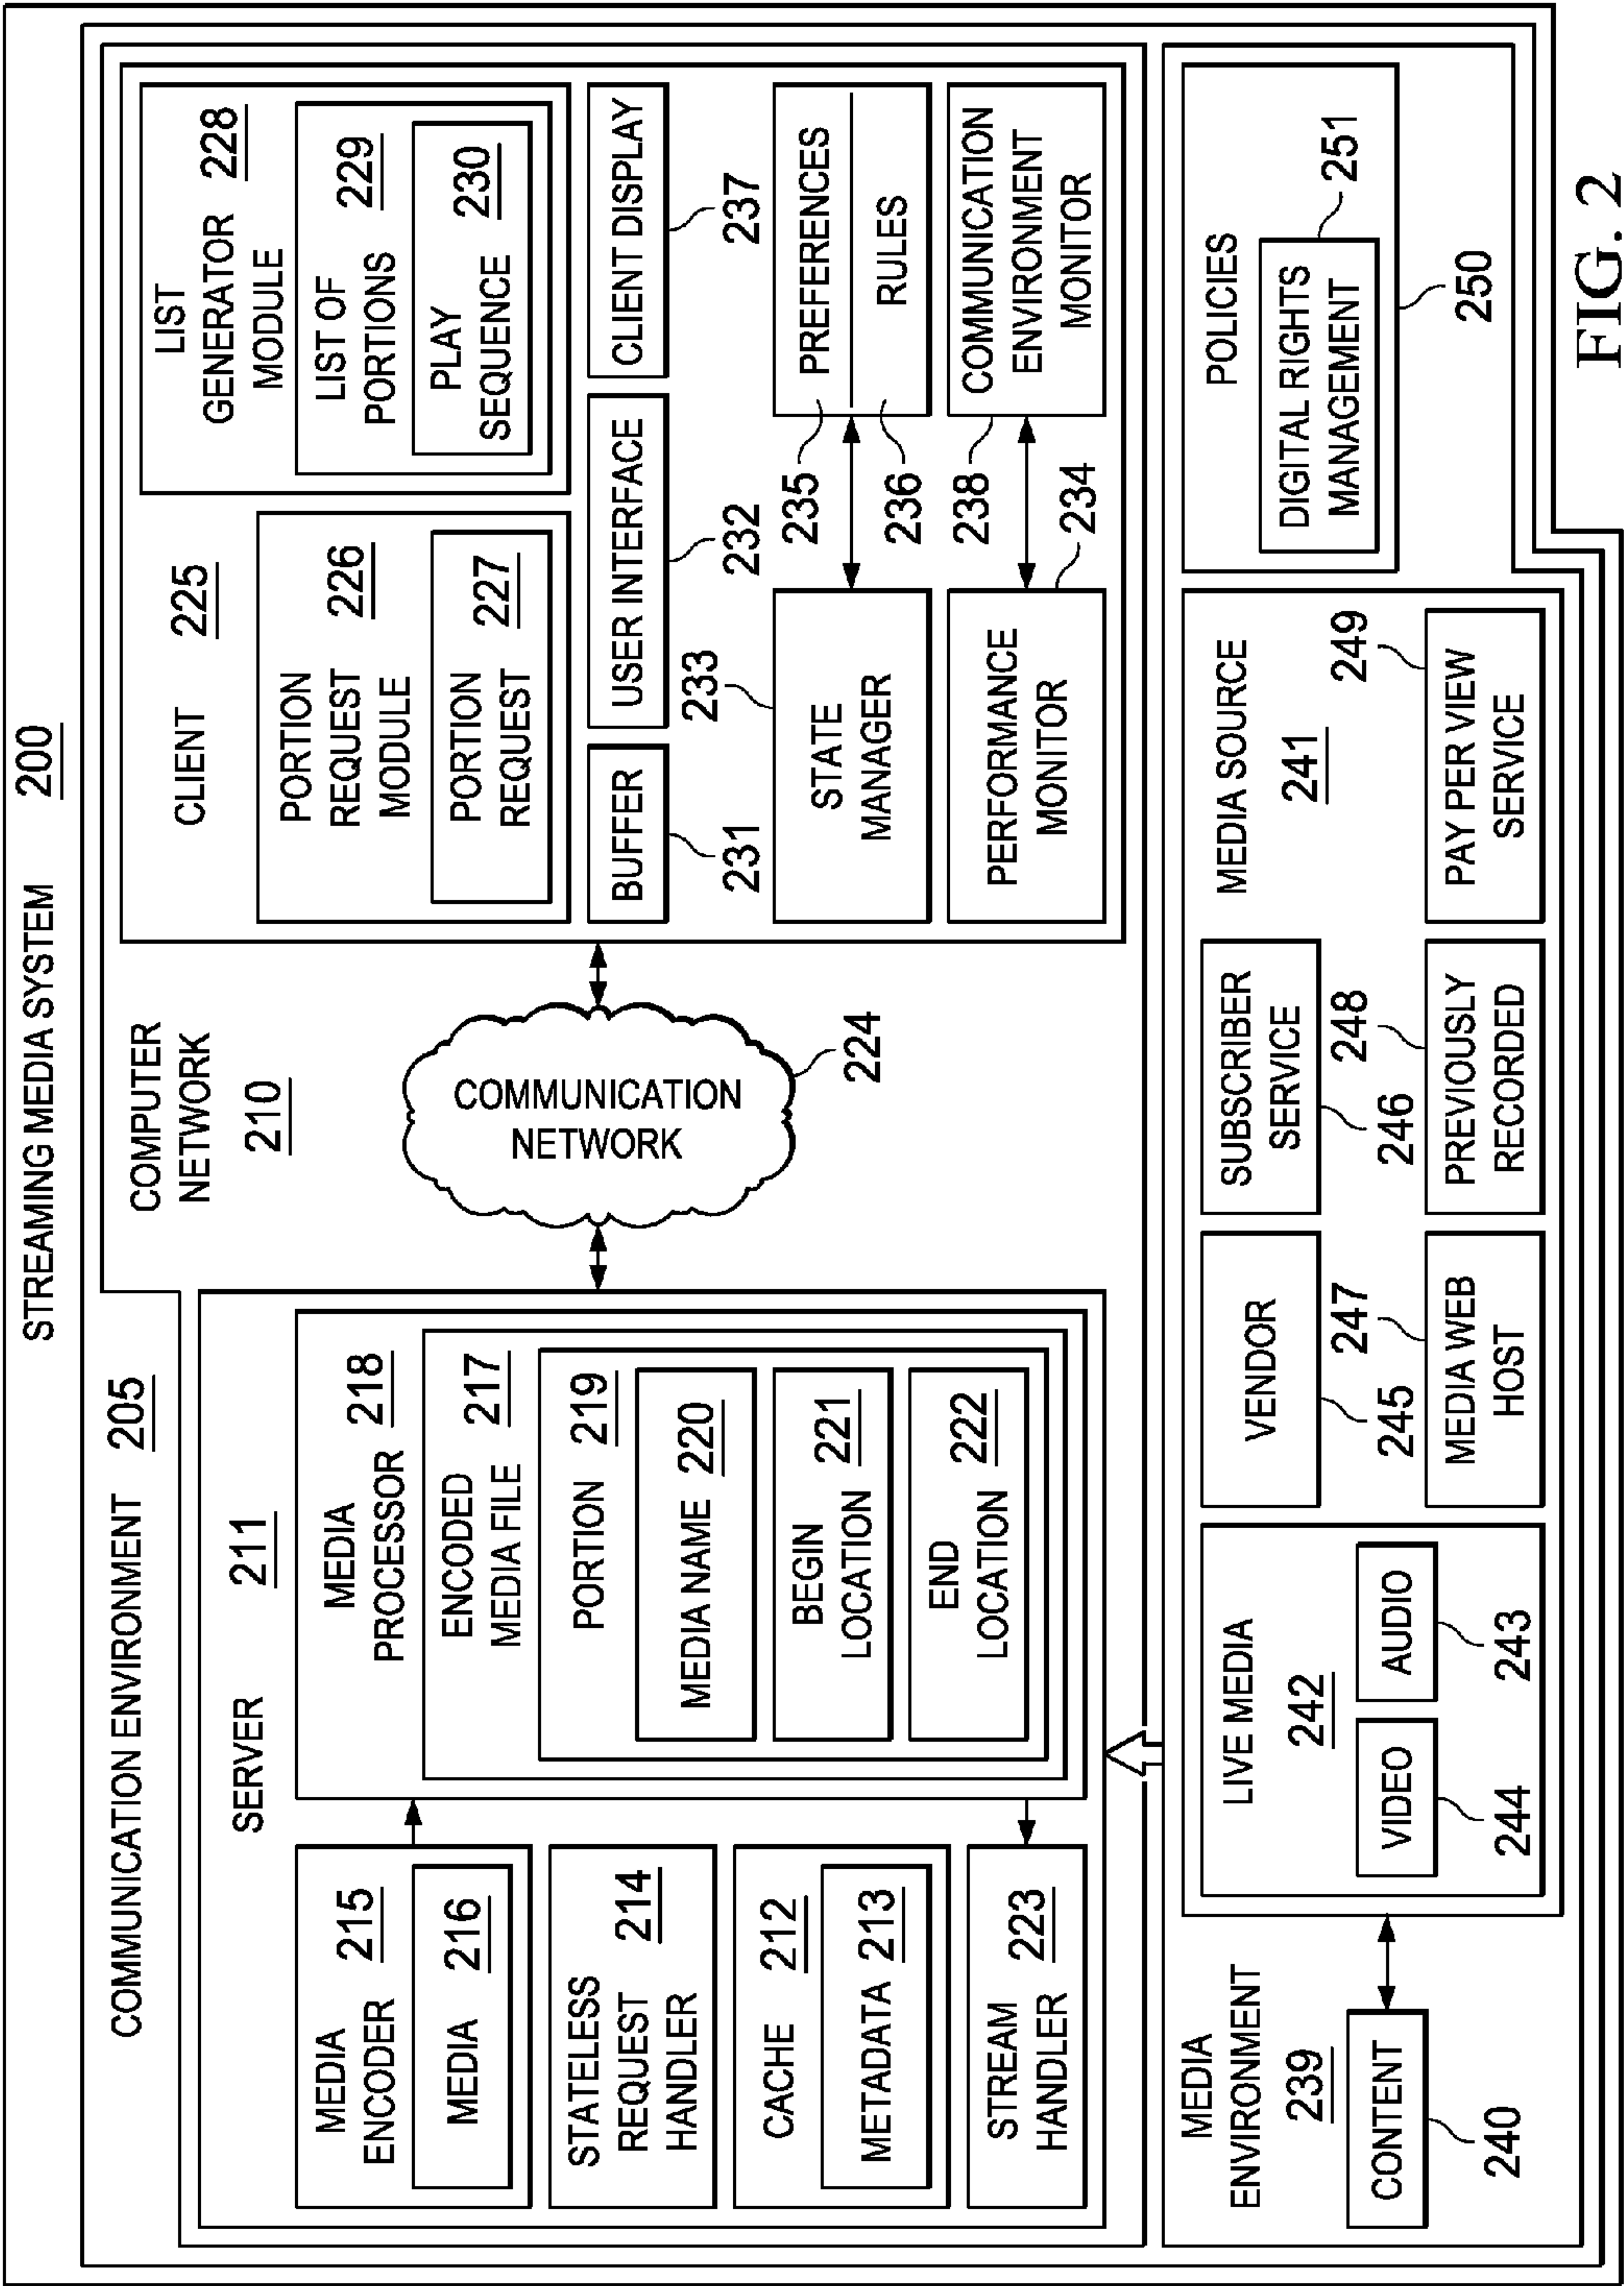 STREAMING MEDIA SYSTEM 200
COMMUNICATION ENVIRONMENT 205
COMPUTER
NETWORK
210
SERVER 211
MEDIA
ENCODER 215
MEDIA 216
STATELESS
REQUEST
HANDLER 214
CACHE 212
METADATA 213
STREAM
HANDLER 223
MEDIA
PROCESSOR 218
ENCODED
MEDIA FILE 217
PORTION 219
MEDIA NAME 220
BEGIN
LOCATION 221
END
LOCATION 222
COMMUNICATION
NETWORK
224
CLIENT 225
PORTION
REQUEST
MODULE 226
PORTION
REQUEST 227
LIST
GENERATOR
MODULE 228
LIST OF
PORTIONS 229
PLAY
SEQUENCE 230
BUFFER
231
USER INTERFACE
232
CLIENT DISPLAY
237
233
STATE
MANAGER
235
PREFERENCES
236
RULES
PERFORMANCE
MONITOR
234
238
COMMUNICATION
ENVIRONMENT
MONITOR
MEDIA
ENVIRONMENT
239
CONTENT
240
MEDIA SOURCE
241
LIVE MEDIA
242
VIDEO
244
AUDIO
243
VENDOR
245
SUBSCRIBER
SERVICE
246
247
MEDIA WEB
HOST
248
PREVIOUSLY
RECORDED
249
PAY PER VIEW
SERVICE
POLICIES
DIGITAL RIGHTS
MANAGEMENT
251
250
FIG. 2